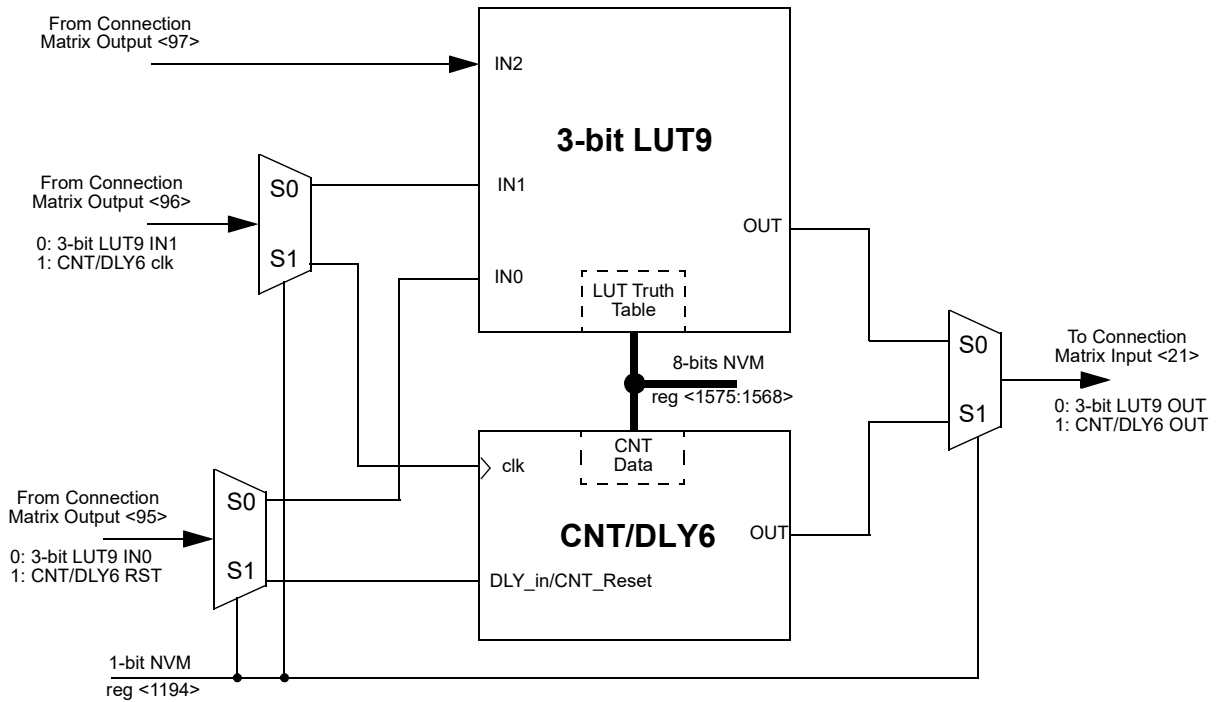 From Connection
Matrix Output <97>
IN2
3-bit LUT9
From Connection
Matrix Output <96>
0: 3-bit LUT9 IN1
1: CNT/DLY6 clk
S0
S1
IN1
IN0
OUT
LUT Truth
Table
8-bits NVM
reg <1575:1568>
S0
S1
To Connection
Matrix Input <21>
0: 3-bit LUT9 OUT
1: CNT/DLY6 OUT
CNT
Data
clk
CNT/DLY6
OUT
DLY_in/CNT_Reset
From Connection
Matrix Output <95>
0: 3-bit LUT9 IN0
1: CNT/DLY6 RST
S0
S1
1-bit NVM
reg <1194>